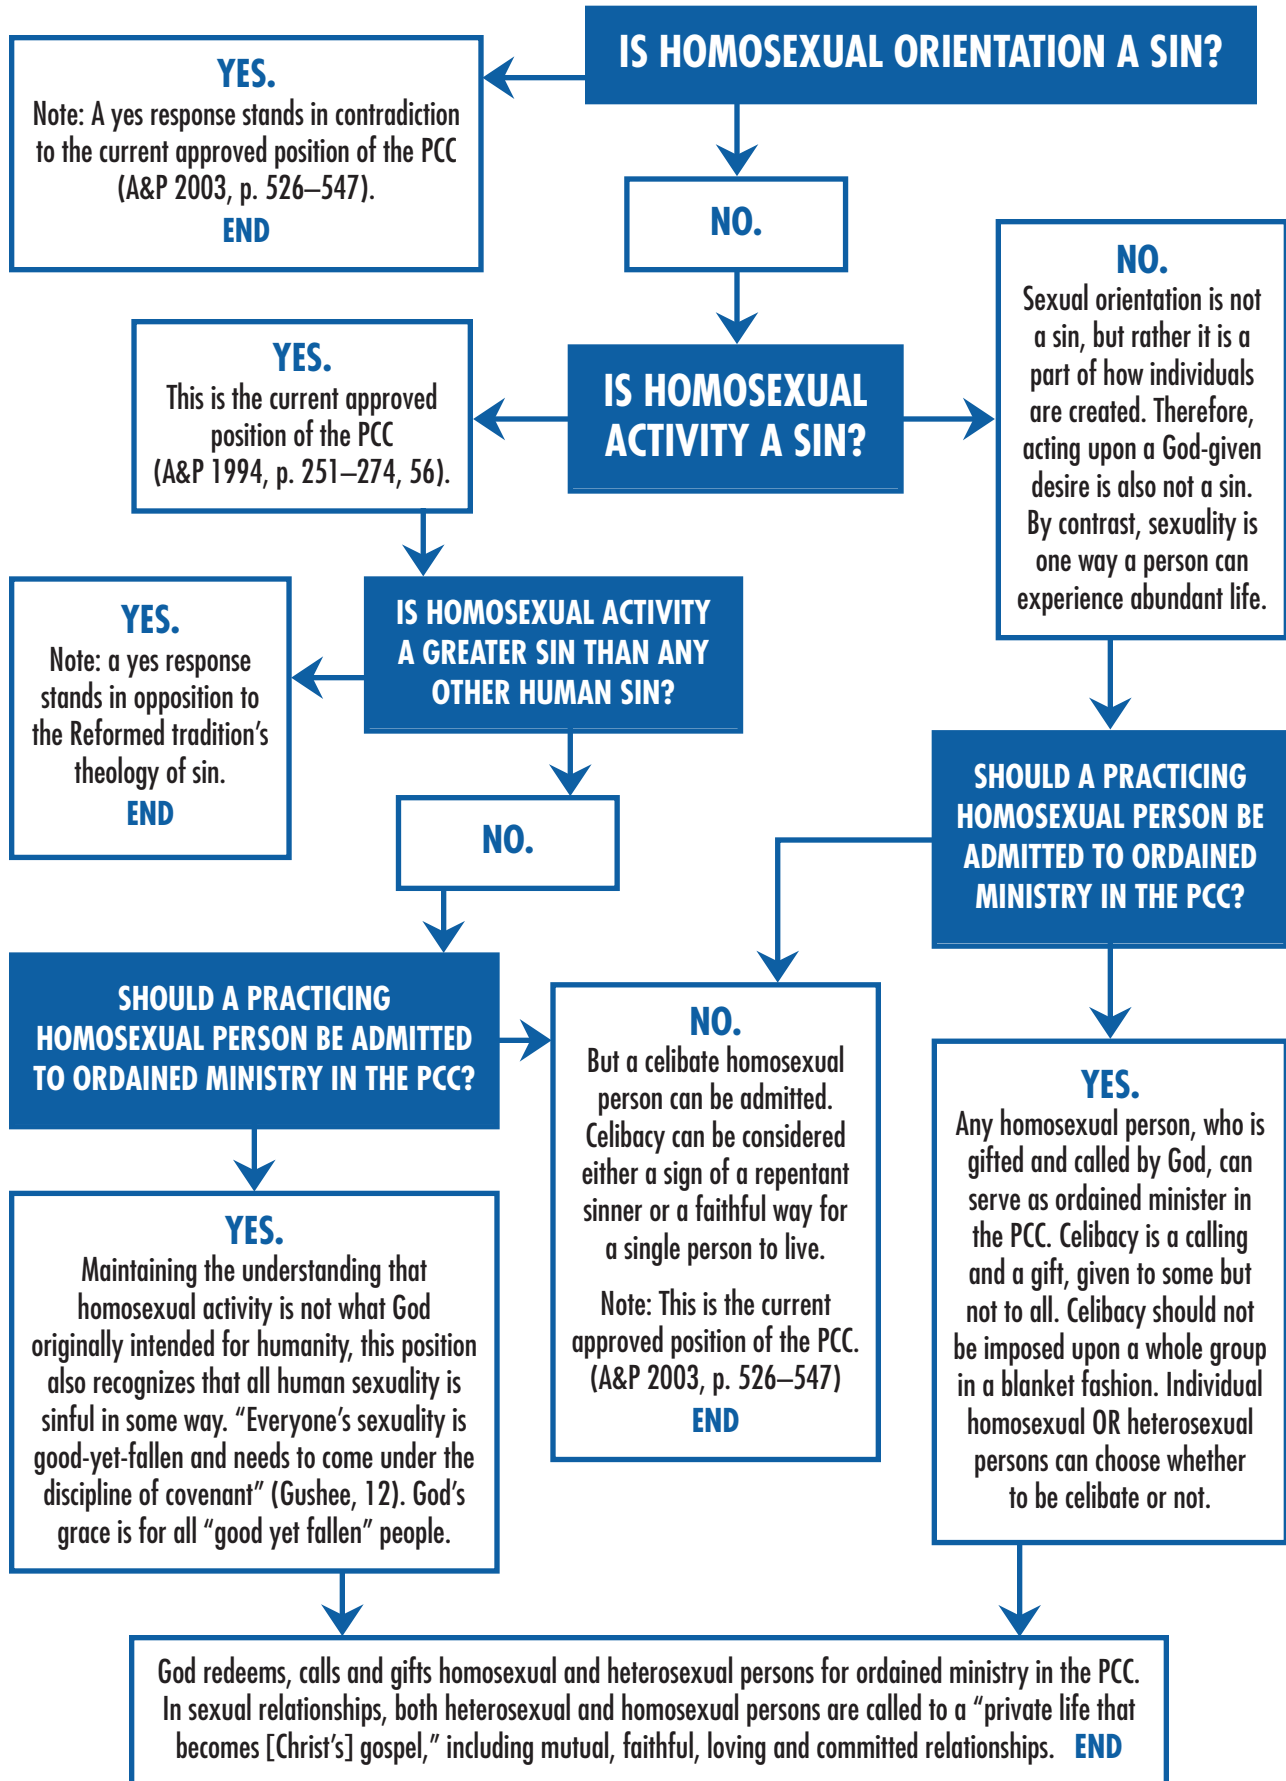 IS HOMOSEXUAL ORIENTATION A SIN?
YES.
Note: A yes response stands in contradiction
to the current approved position of the PCC
(A&P 2003, p. 526–547).
END
NO.
IS HOMOSEXUAL
ACTIVITY A SIN?
YES.
This is the current approved
position of the PCC
(A&P 1994, p. 251–274, 56).
NO.
Sexual orientation is not
a sin, but rather it is a
part of how individuals
are created. Therefore,
acting upon a God-given
desire is also not a sin.
By contrast, sexuality is
one way a person can
experience abundant life.
IS HOMOSEXUAL ACTIVITY
A GREATER SIN THAN ANY
OTHER HUMAN SIN?
YES.
Note: a yes response
stands in opposition to
the Reformed tradition’s
theology of sin.
END
NO.
SHOULD A PRACTICING
HOMOSEXUAL PERSON BE
ADMITTED TO ORDAINED
MINISTRY IN THE PCC?
SHOULD A PRACTICING
HOMOSEXUAL PERSON BE ADMITTED
TO ORDAINED MINISTRY IN THE PCC?
NO.
But a celibate homosexual
person can be admitted.
Celibacy can be considered
either a sign of a repentant
sinner or a faithful way for
a single person to live.
Note: This is the current
approved position of the PCC.
(A&P 2003, p. 526–547)
END
YES.
Any homosexual person, who is
gifted and called by God, can
serve as ordained minister in
the PCC. Celibacy is a calling
and a gift, given to some but
not to all. Celibacy should not
be imposed upon a whole group
in a blanket fashion. Individual
homosexual OR heterosexual
persons can choose whether
to be celibate or not.
YES.
Maintaining the understanding that
homosexual activity is not what God
originally intended for humanity, this position
also recognizes that all human sexuality is
sinful in some way. “Everyone’s sexuality is
good-yet-fallen and needs to come under the
discipline of covenant” (Gushee, 12). God’s
grace is for all “good yet fallen” people.
God redeems, calls and gifts homosexual and heterosexual persons for ordained ministry in the PCC.
In sexual relationships, both heterosexual and homosexual persons are called to a “private life that
becomes [Christ’s] gospel,” including mutual, faithful, loving and committed relationships. END